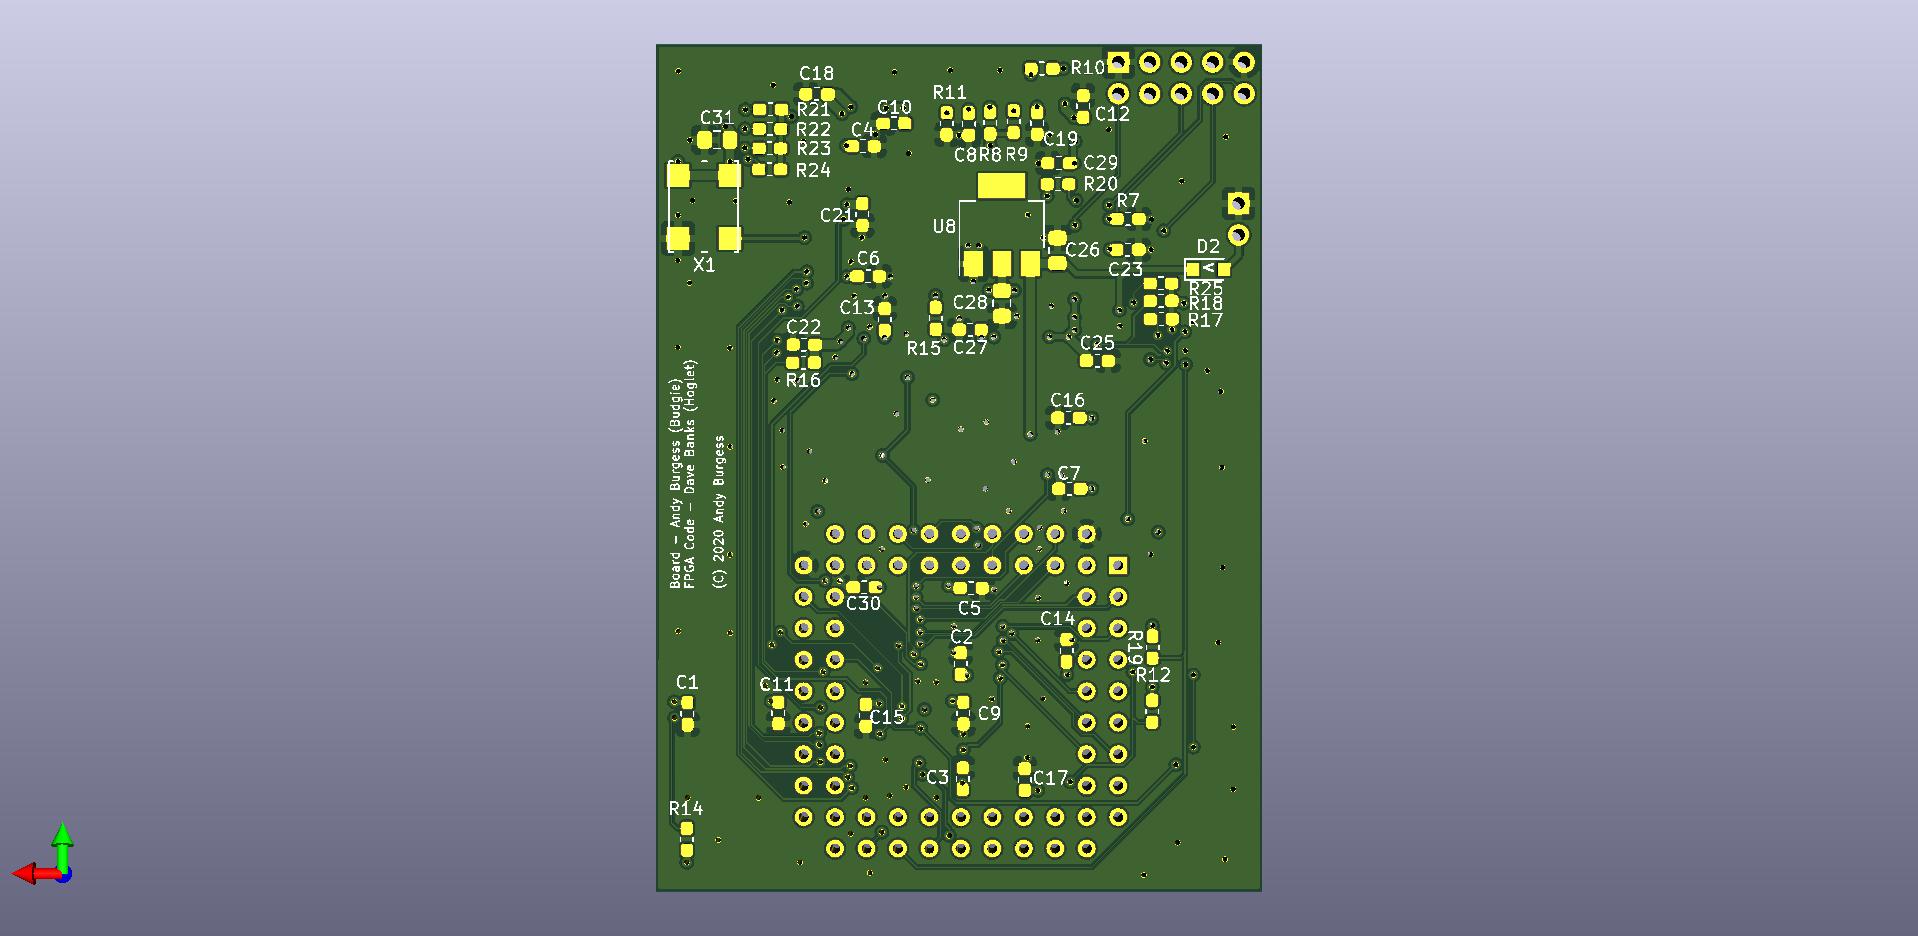 R10
C18
R11
R21
C10
C12
C31
R22
C4
C19
R23
C8
R8
R9
C29
R24
R20
R7
C21
U8
D2
C26
X1
C6
C23
R25
C28
R18
C13
R17
C22
R15
C27
C25
R16
C16
Board - Andy Burgess (Budgie)
FPGA Code - Dave Banks (Hoglet)
(C) 2020 Andy Burgess
C7
C30
C5
C14
C2
R19
R12
C1
C11
C15
C9
C3
C17
R14